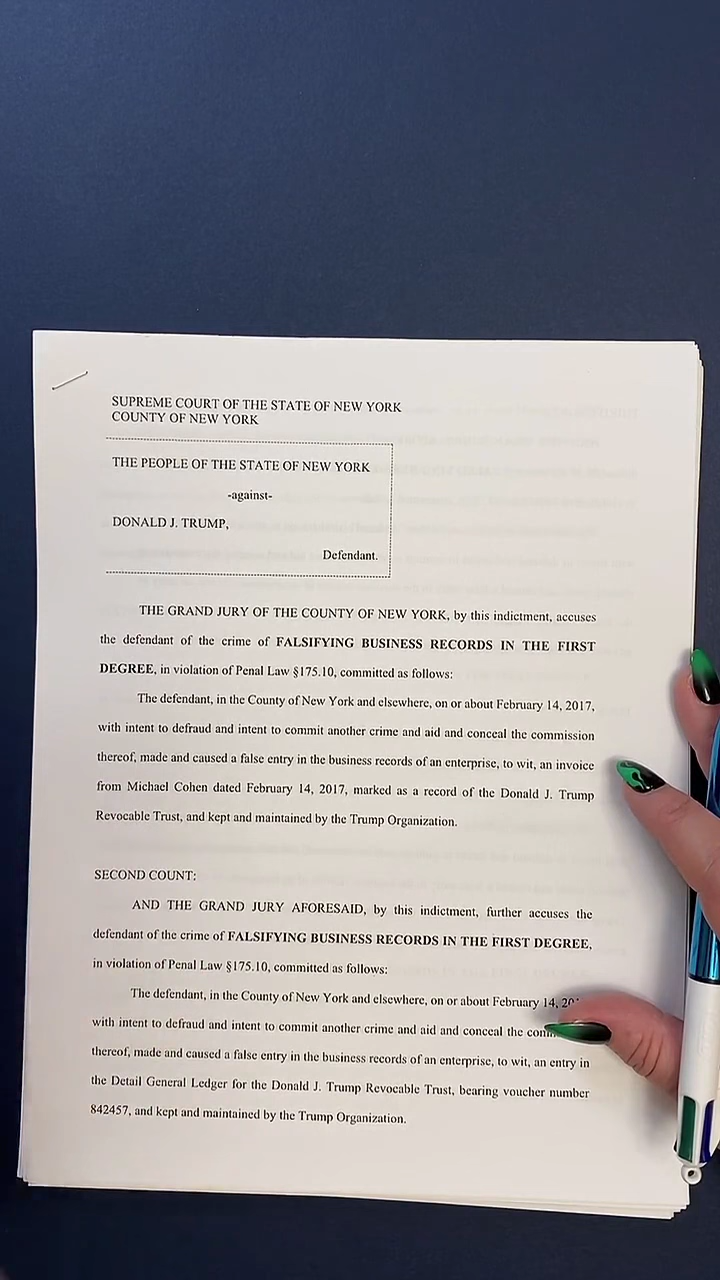 SUPREME COURT OF THE STATE OF NEW YORK
COUNTY OF NEW YORK
THE PEOPLE OF THE STATE OF NEW YORK
-against-
DONALD J. TRUMP,
Defendant.
THE GRAND JURY OF THE COUNTY OF NEW YORK, by this indictment, accuses
the defendant of the crime of FALSIFYING BUSINESS RECORDS IN THE FIRST
DEGREE, in violation of Penal Law §175.10, committed as follows:
The defendant, in the County of New York and elsewhere, on or about February 14, 2017,
with intent to defraud and intent to commit another crime and aid and conceal the commission
thereof, made and caused a false entry in the business records of an enterprise, to wit, an invoice
from Michael Cohen dated February 14, 2017, marked as a record of the Donald J. Trump
Revocable Trust, and kept and maintained by the Trump Organization.
SECOND COUNT:
AND THE GRAND JURY AFORESAID, by this indictment, further accuses the
defendant of the crime of FALSIFYING BUSINESS RECORDS IN THE FIRST DEGREE,
in violation of Penal Law §175.10, committed as follows:
The defendant, in the County of New York and elsewhere, on or about February 14,
with intent to defraud and intent to commit another crime and aid and conceal the
thereof, made and caused a false entry in the business records of an enterprise, to wit, an entry in
the Detail General Ledger for the Donald J. Trump Revocable Trust, bearing voucher number
842457, and kept and maintained by the Trump Organization.